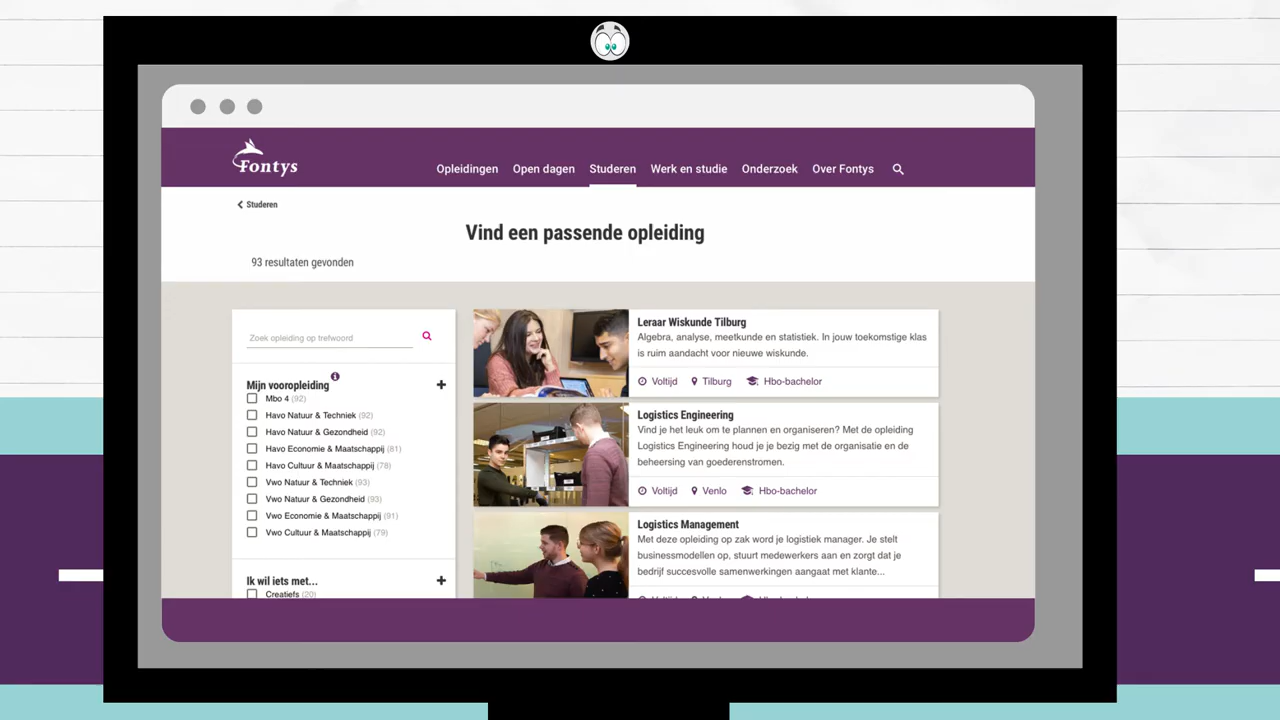 Fontys
Opleidingen Open dagen Studeren Werk en studie Onderzoek Over Fontys
Studeren
Vind een passende opleiding
93 resultaten gevonden
Zoek opleiding op trefwoord
Mijn vooropleiding
Mbo 4 (92)
Havo Natuur & Techniek (92)
Havo Natuur & Gezondheid (92)
Havo Economie & Maatschappij (81)
Havo Cultuur & Maatschappij (78)
Vwo Natuur & Techniek (93)
Vwo Natuur & Gezondheid (93)
Vwo Economie & Maatschappij (91)
Vwo Cultuur & Maatschappij (79)
Ik wil iets met...
Creatiefs (20)
Leraar Wiskunde Tilburg
Algebra, analyse, meetkunde en statistiek. In jouw toekomstige klas
is ruim aandacht voor nieuwe wiskunde.
Voltijd Tilburg Hbo-bachelor
Logistics Engineering
Vind je het leuk om te plannen en organiseren? Met de opleiding
Logistics Engineering houd je je bezig met de organisatie en de
beheersing van goederenstromen.
Voltijd Venlo Hbo-bachelor
Logistics Management
Met deze opleiding op zak word je logistiek manager. Je stelt
businessmodellen op, stuurt medewerkers aan en zorgt dat je
bedrijf succesvolle samenwerkingen aangaat met klante...